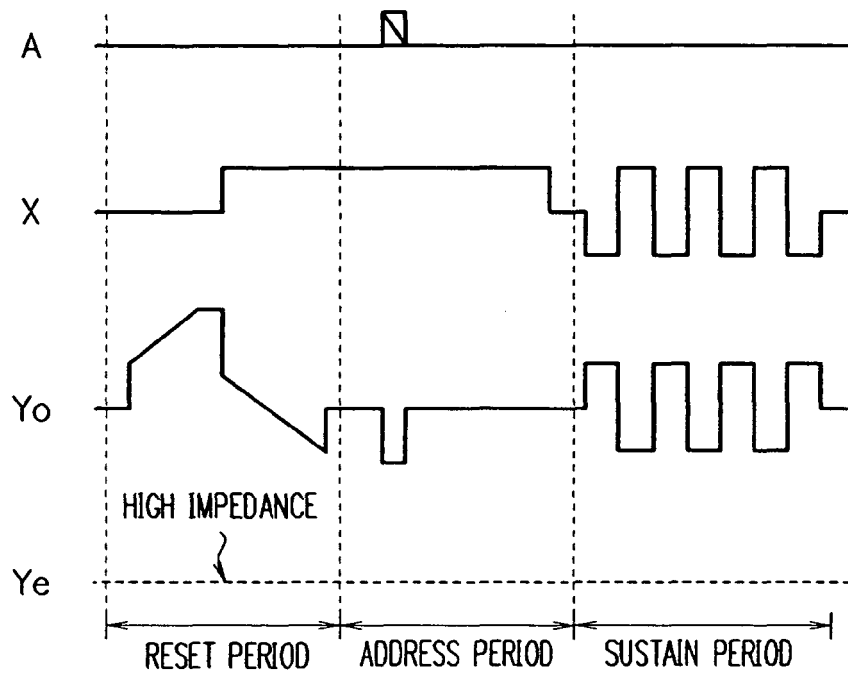 A
X
Yo
HIGH IMPEDANCE
Ye
RESET PERIOD
ADDRESS PERIOD
SUSTAIN PERIOD